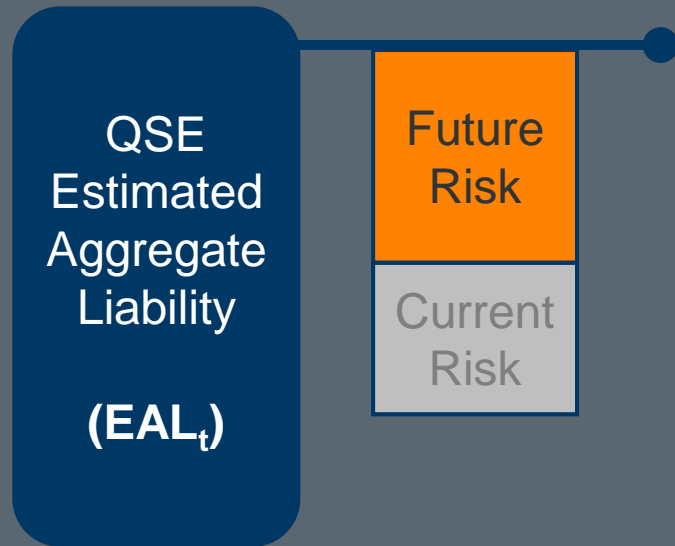 QSE
Estimated
Aggregate
Liability
(EALt)
Future
Risk
Current
Risk